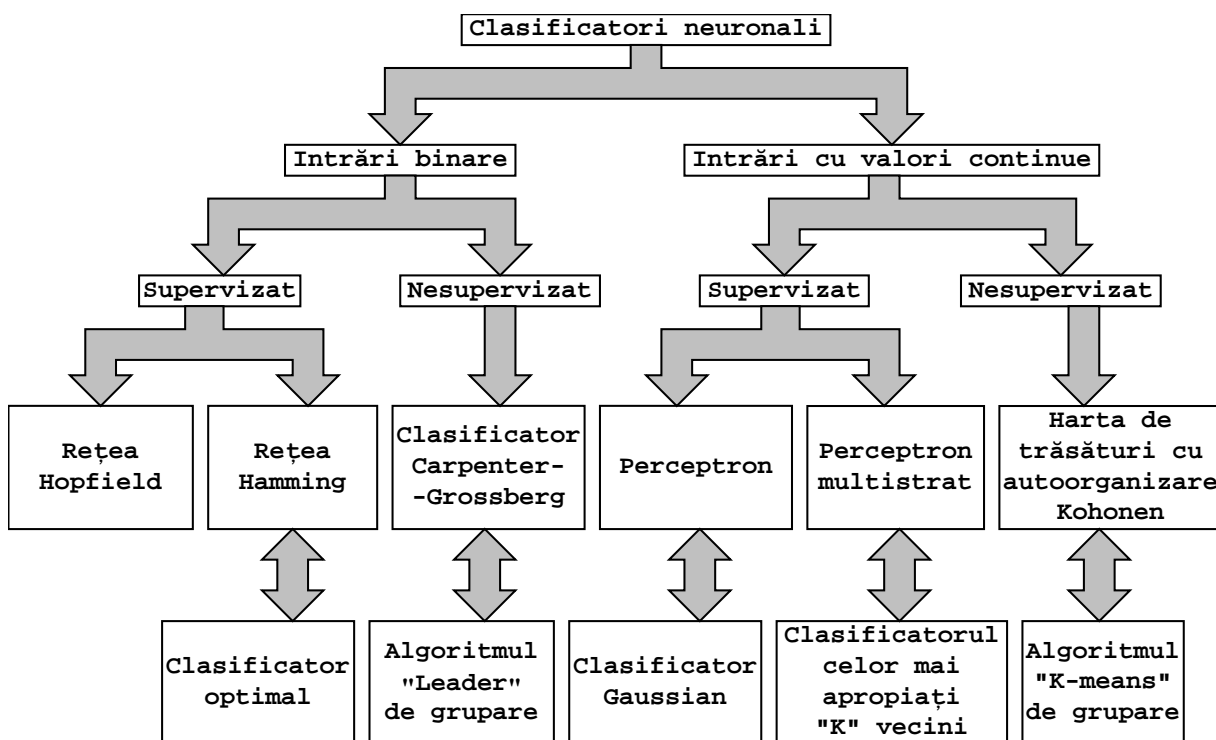 Clasificatori neuronali
Intrări binare
Intrări cu valori continue
Supervizat
Nesupervizat
Supervizat
Nesupervizat
Rețea
Hopfield
Rețea
Hamming
Clasificator
Carpenter-
-Grossberg
Perceptron
Perceptron
multistrat
Harta de
trăsături cu
autoorganizare
Kohonen
Clasificator
optimal
Algoritmul
"Leader"
de grupare
Clasificator
Gaussian
Clasificatorul
celor mai
apropiați
"K" vecini
Algoritmul
"K-means"
de grupare